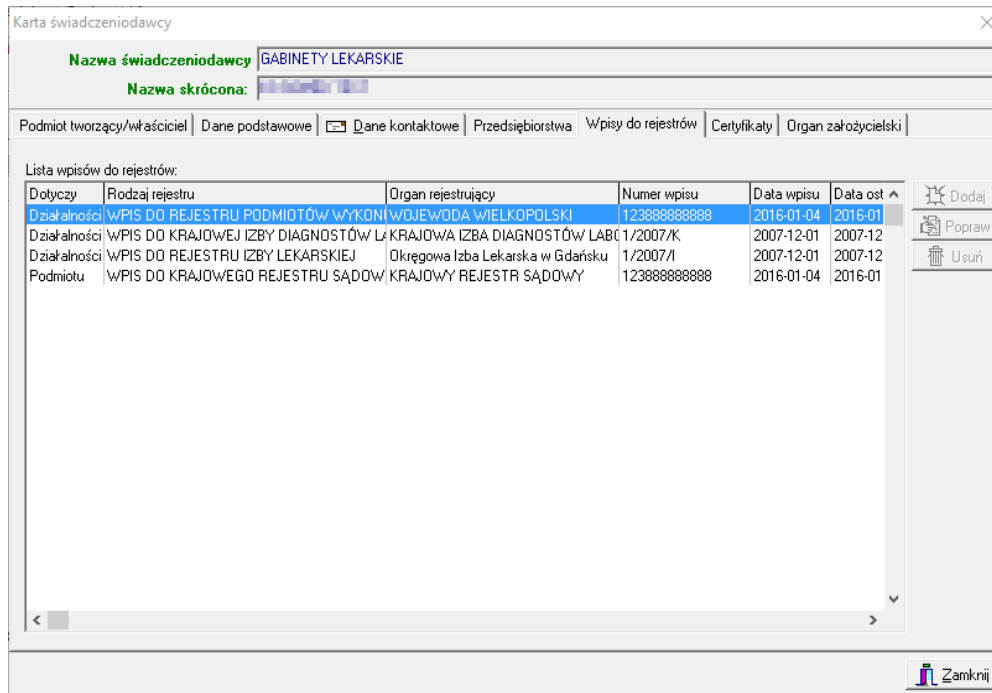 Karta świadczeniodawcy
Nazwa świadczeniodawcy GABINETY LEKARSKIE
Nazwa skrócona:
Podmiot tworzący/właściciel Dane podstawowe Dane kontaktowe Przedsiębiorstwa Wpisy do rejestrów Certyfikaty Organ założycielski
Lista wpisów do rejestrów:
Dotyczy Rodzaj rejestru Organ rejestrujący Numer wpisu Data wpisu Data ost
Działalności WPIS DO REJESTRU PODMIOTÓW WYKON WOJEWODA WIELKOPOLSKI 123888888888 2016-01-04 2016-01
Działalności WPIS DO KRAJOWEJ IZBY DIAGNOSTÓW LA KRAJOWA IZBA DIAGNOSTÓW LABO 1/2007/K 2007-12-01 2007-12
Działalności WPIS DO REJESTRU IZBY LEKARSKIEJ Okręgowa Izba Lekarska w Gdańsku 1/2007/I 2007-12-01 2007-12
Podmiotu WPIS DO KRAJOWEGO REJESTRU SĄDOW KRAJOWY REJESTR SĄDOWY 123888888888 2016-01-04 2016-01
Dodaj
Popraw
Usuń
Zamknij